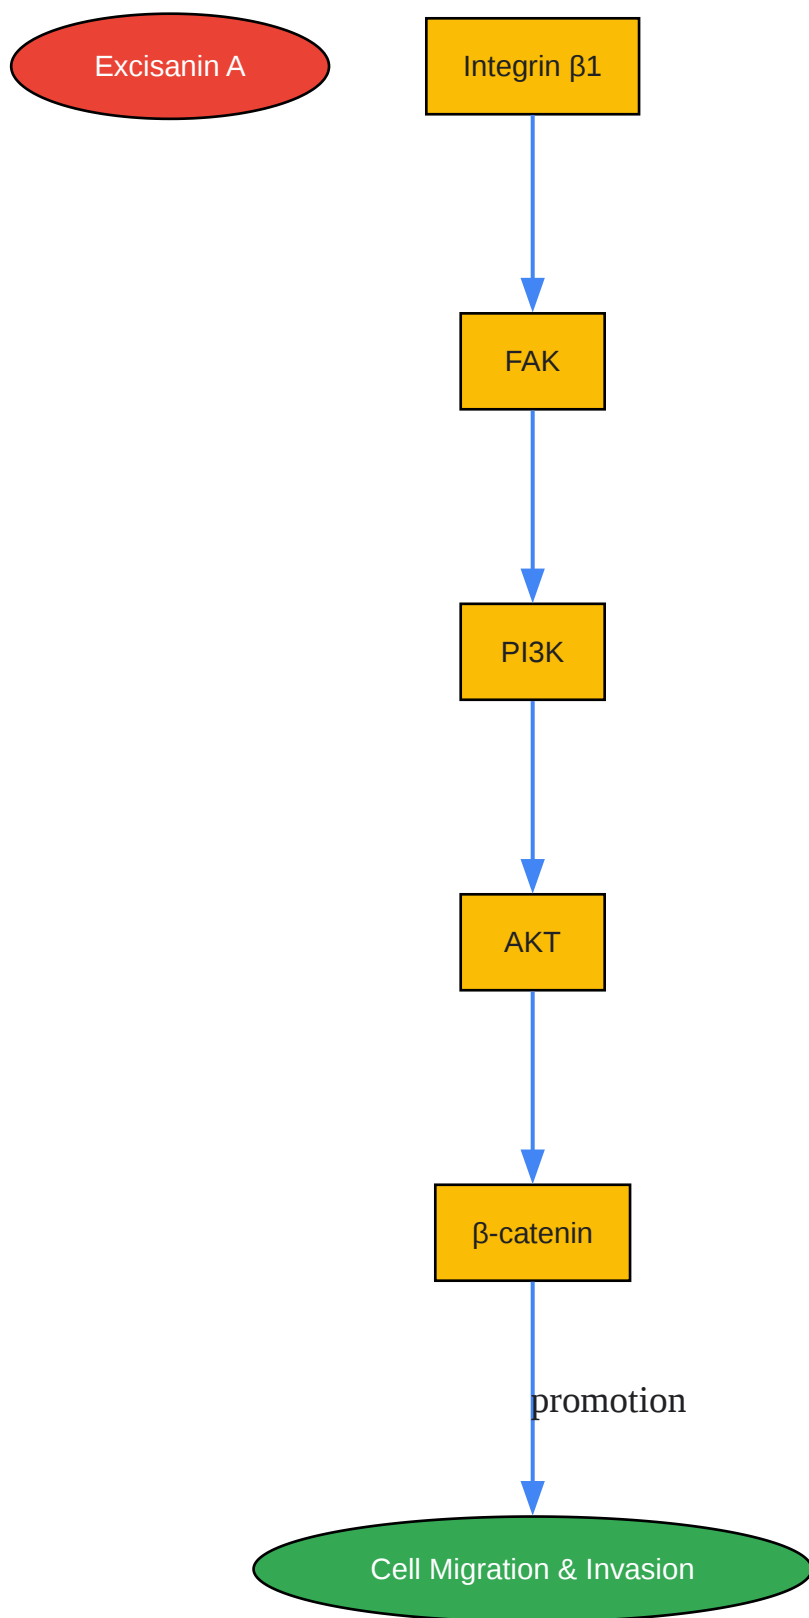 Excisanin A
Integrin β1
FAK
PI3K
AKT
β-catenin
promotion
Cell Migration & Invasion